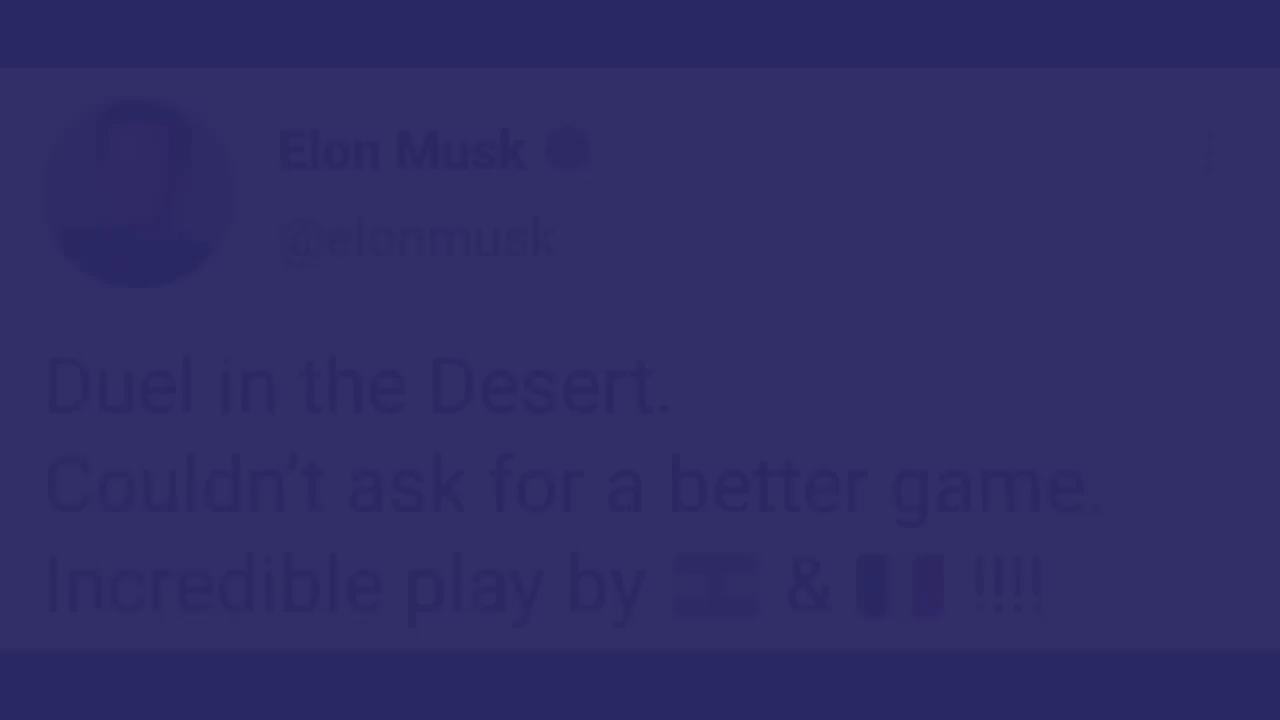 Elon Musk
@elonmusk
Duel in the Desert.
Couldn’t ask for a better game.
Incredible play by 🇦🇷 & 🇫🇷 !!!!